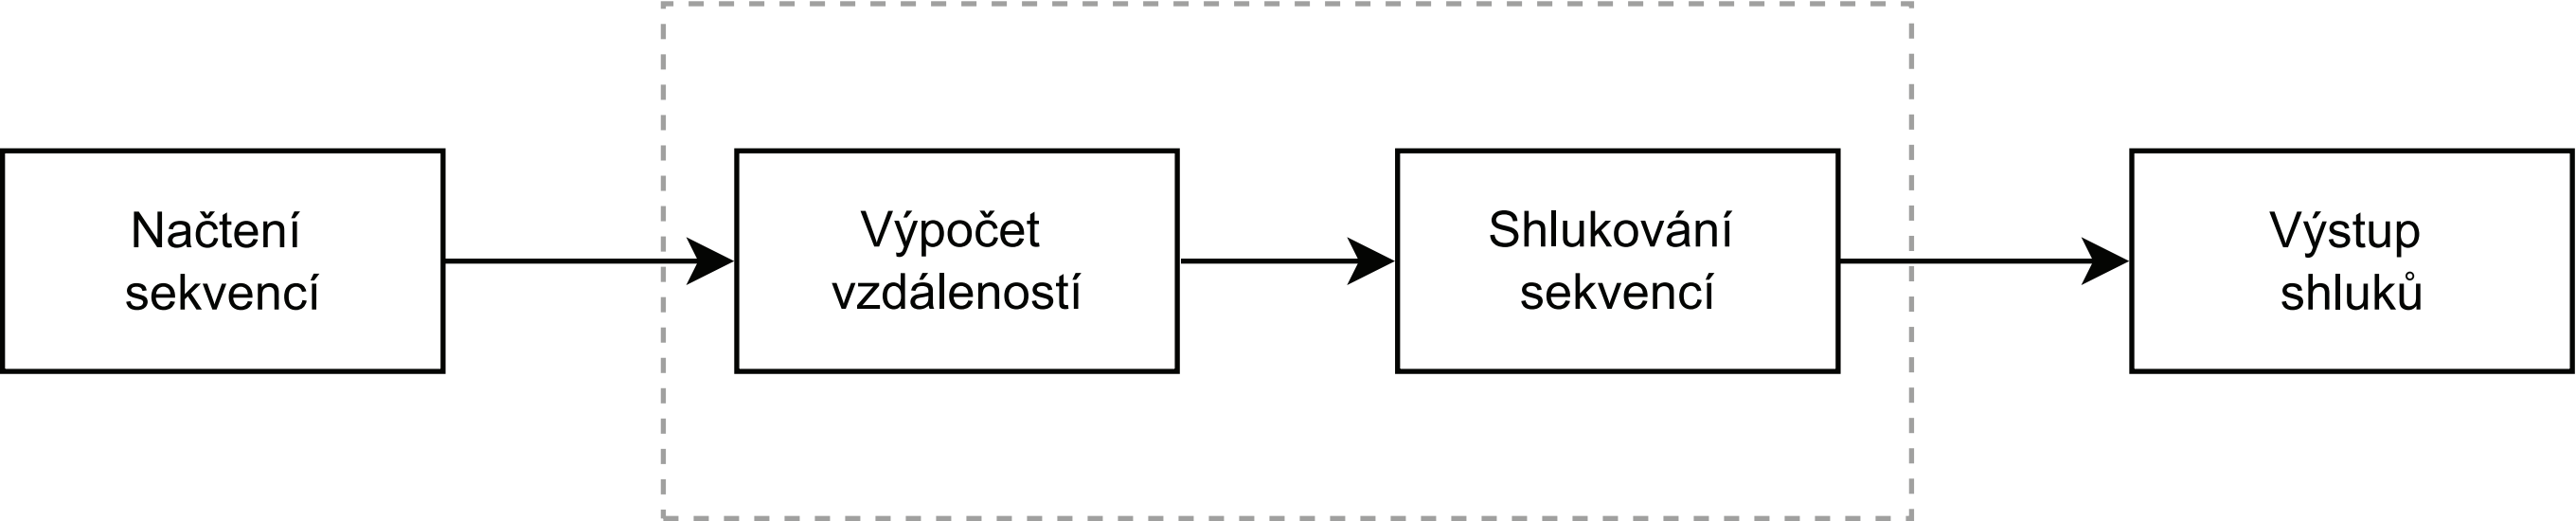 Načtení
sekvencí
Výpočet
vzdáleností
Shlukování
sekvencí
Výstup
shluků